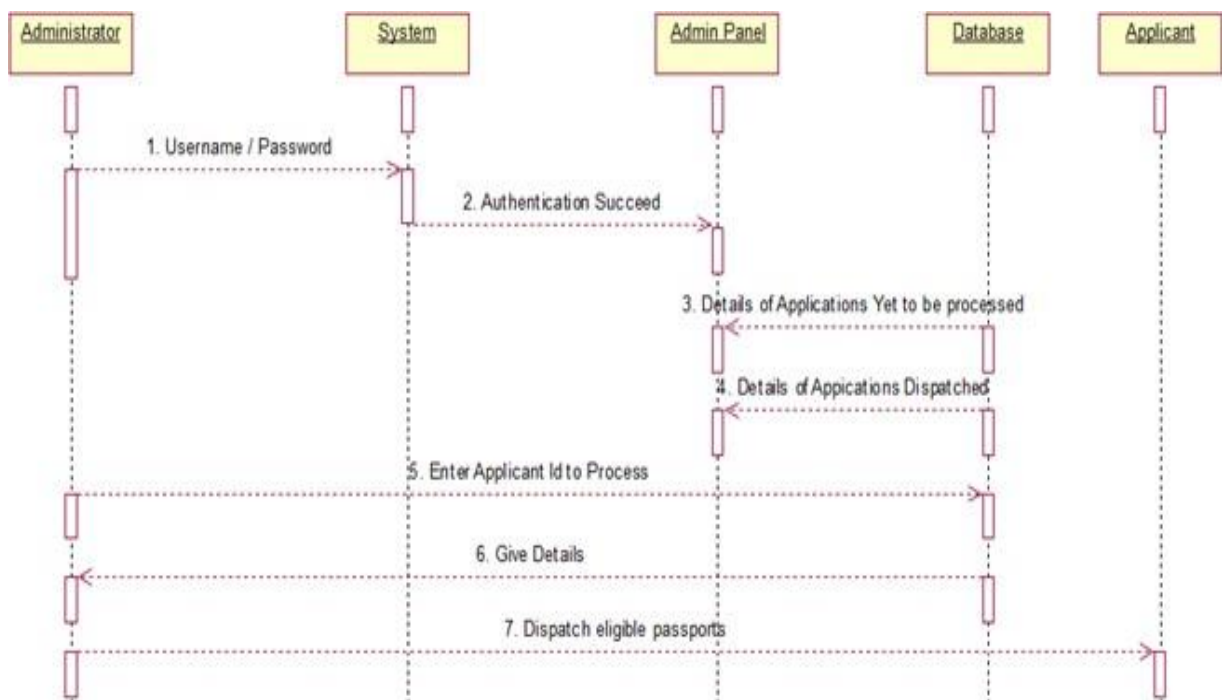 Administrator
System
Admin Panel
Database
Applicant
1. Username / Password
2. Authentication Succeed
3. Details of Applications Yet to be processed
4. Details of Appications Dispatched
5. Enter Applicant Id to Process
6. Give Details
7. Dispatch eligible passports